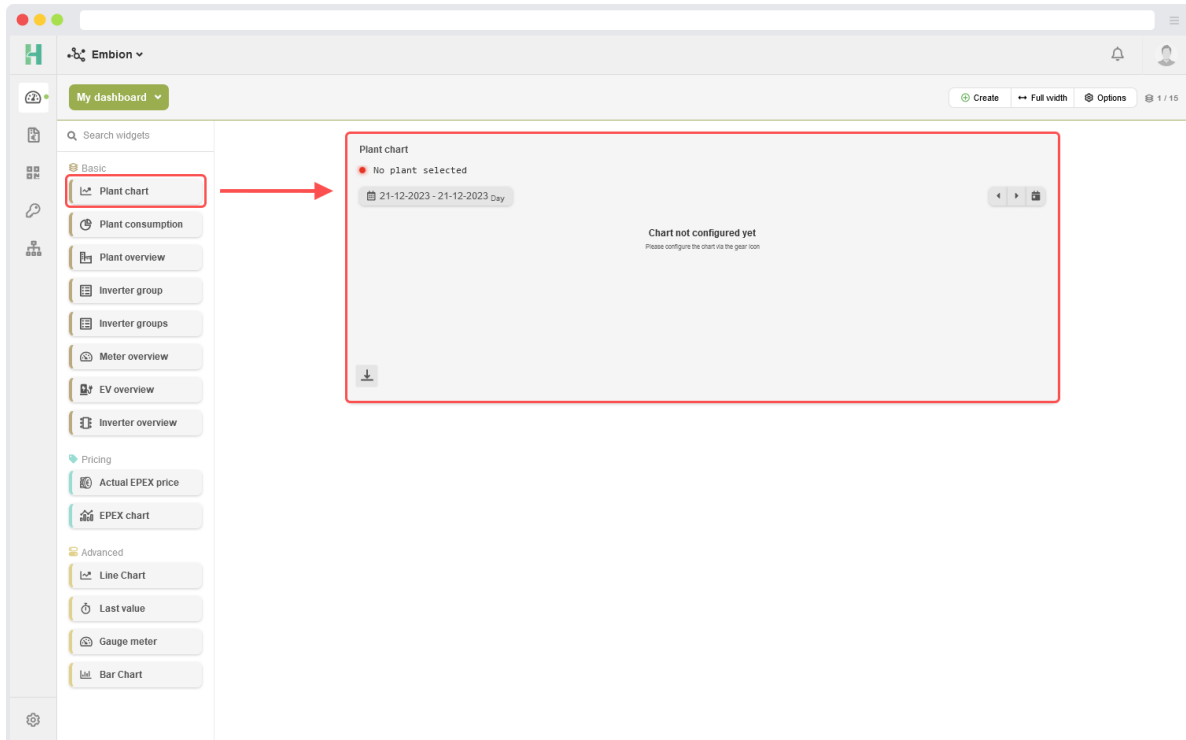 Embion
My dashboard
Create
Full width
Options
1 / 15
Search widgets
Basic
Plant chart
Plant consumption
Plant overview
Inverter group
Inverter groups
Meter overview
EV overview
Inverter overview
Pricing
Actual EPEX price
EPEX chart
Advanced
Line Chart
Last value
Gauge meter
Bar Chart
Plant chart
No plant selected
21-12-2023 - 21-12-2023 Day
Chart not configured yet
Please configure the chart via the gear icon